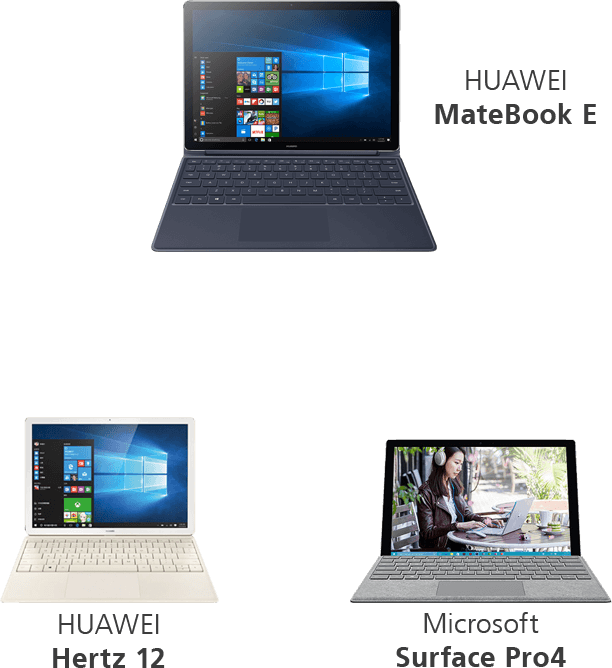 HUAWEI
MateBook E
HUAWEI
Hertz 12
Microsoft
Surface Pro4